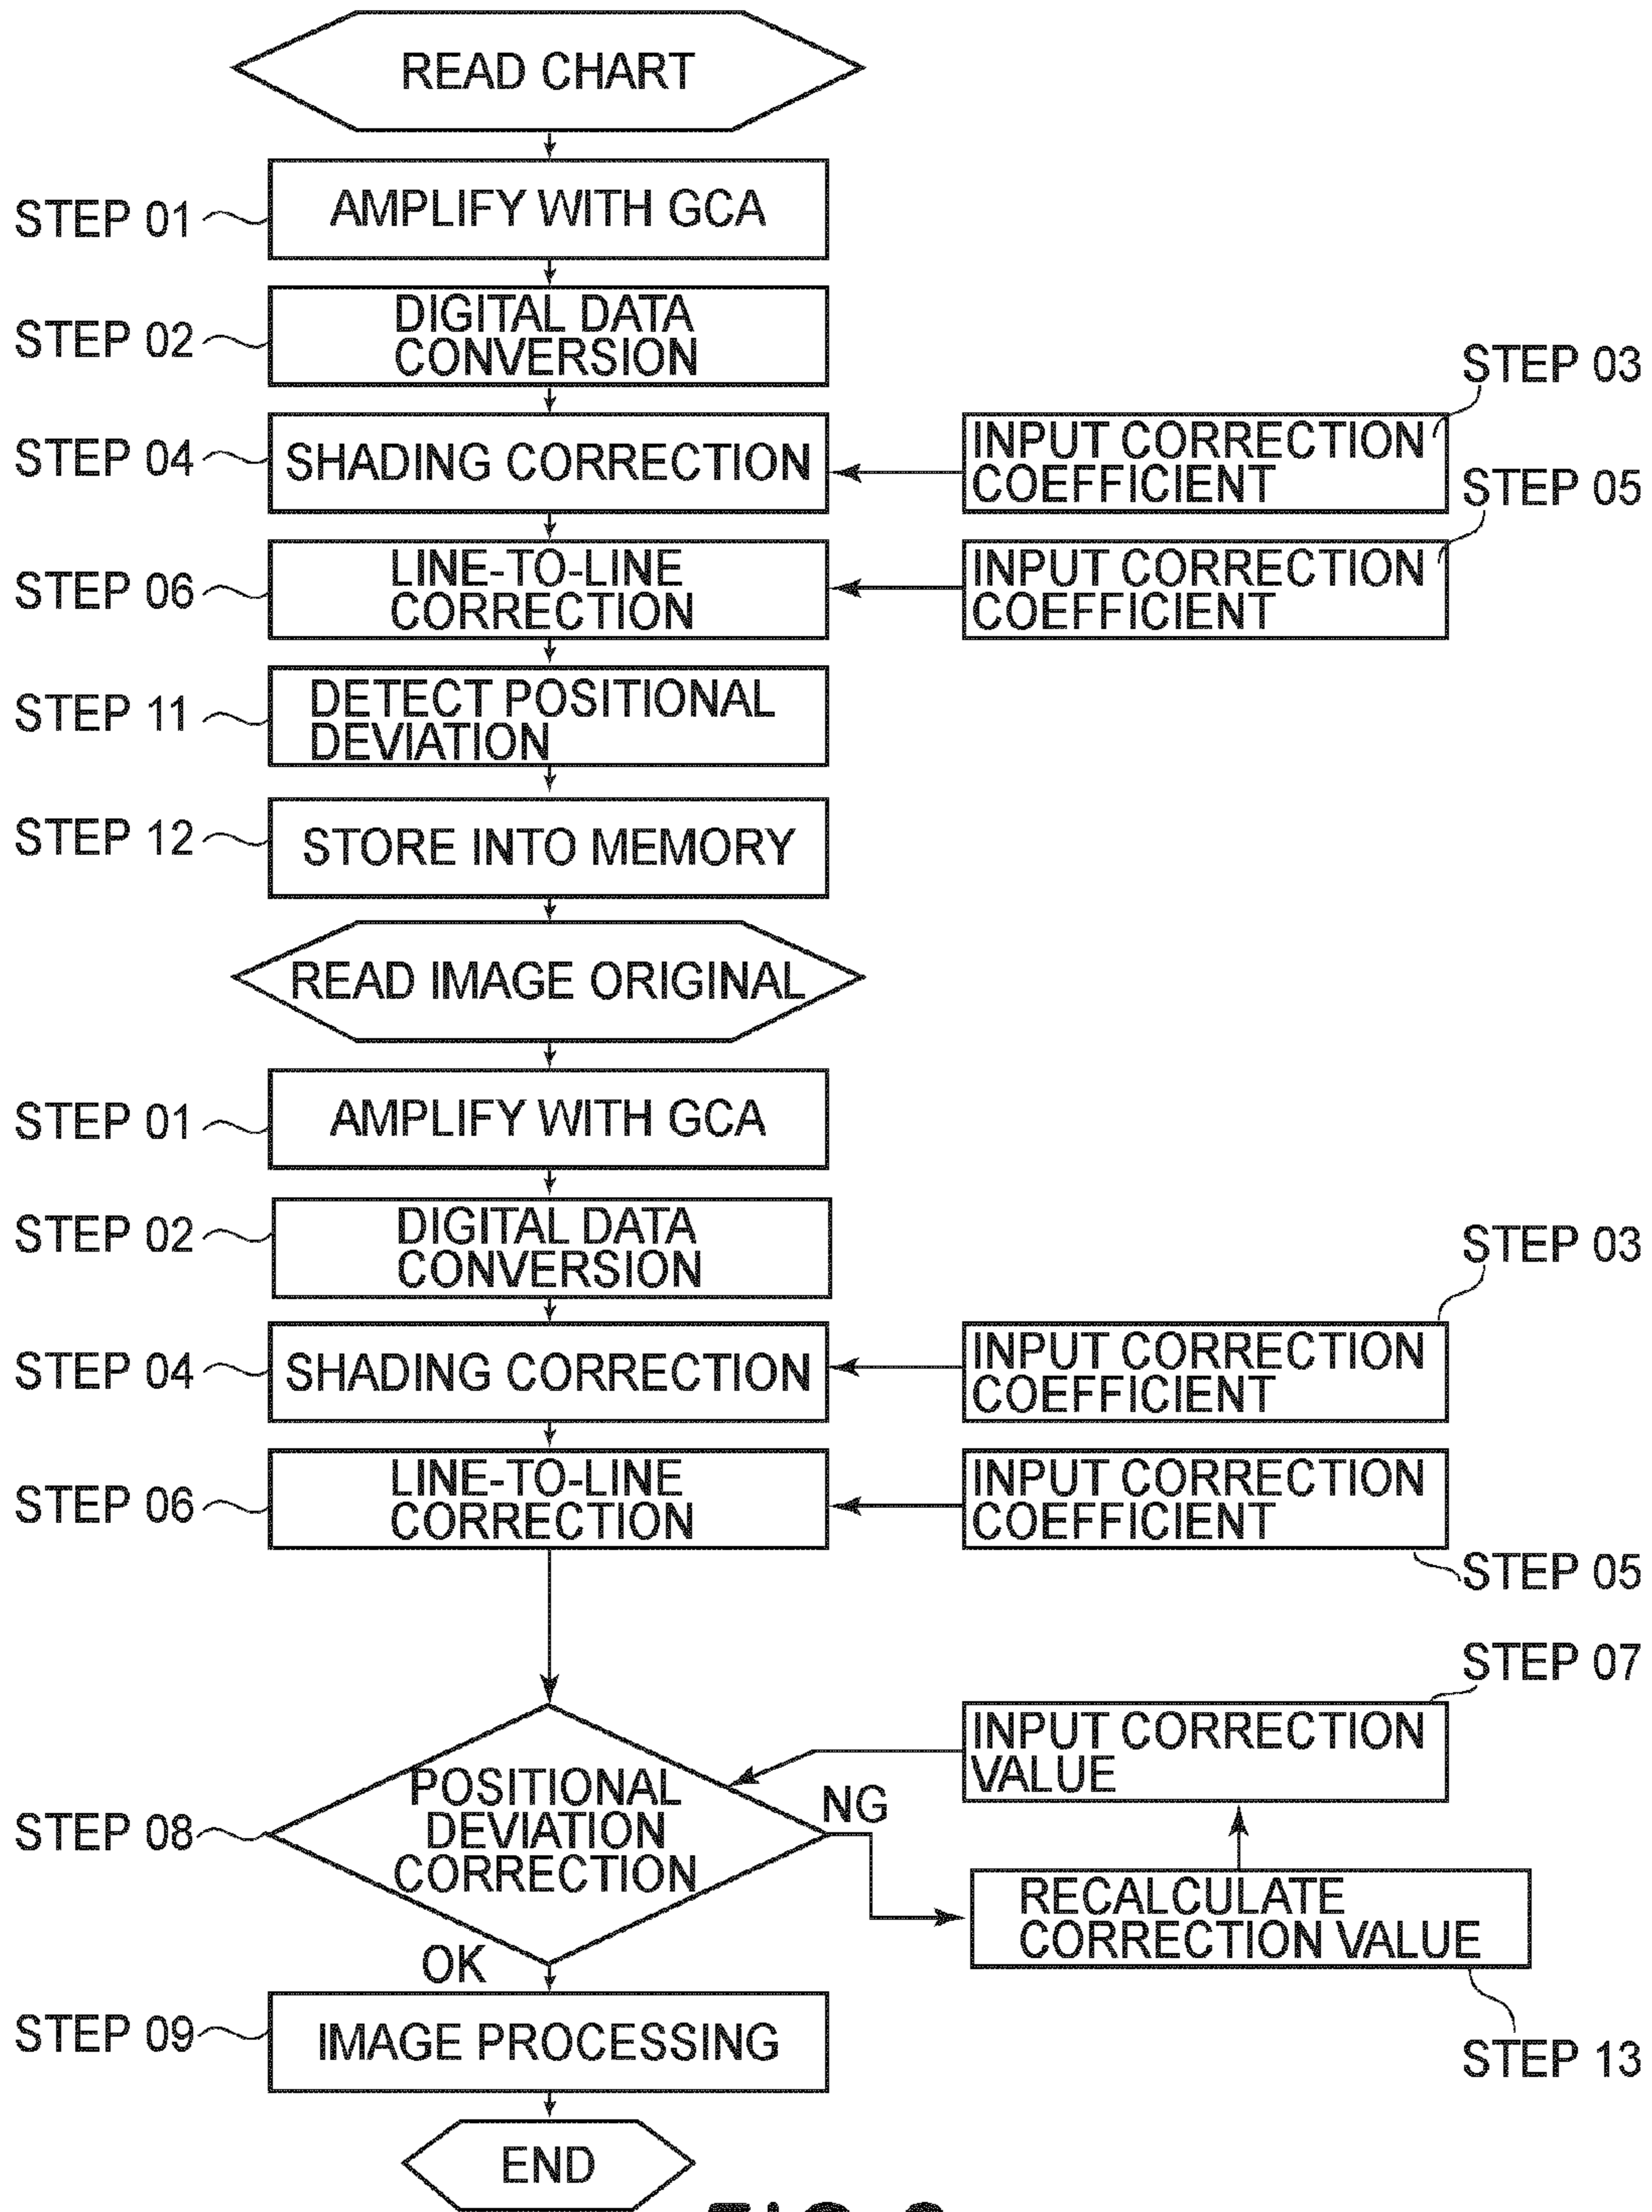 READ CHART
STEP 01
AMPLIFY WITH GCA
STEP 02
DIGITAL DATA
CONVERSION
STEP 03
STEP 04
SHADING CORRECTION
INPUT CORRECTION
COEFFICIENT
STEP 05
STEP 06
LINE-TO-LINE
CORRECTION
INPUT CORRECTION
COEFFICIENT
STEP 11
DETECT POSITIONAL
DEVIATION
STEP 12
STORE INTO MEMORY
READ IMAGE ORIGINAL
STEP 01
AMPLIFY WITH GCA
STEP 02
DIGITAL DATA
CONVERSION
STEP 03
STEP 04
SHADING CORRECTION
INPUT CORRECTION
COEFFICIENT
STEP 06
LINE-TO-LINE
CORRECTION
INPUT CORRECTION
COEFFICIENT
STEP 05
STEP 07
INPUT CORRECTION
VALUE
STEP 08
POSITIONAL
DEVIATION
CORRECTION
NG
RECALCULATE
CORRECTION VALUE
OK
STEP 09
IMAGE PROCESSING
STEP 13
END